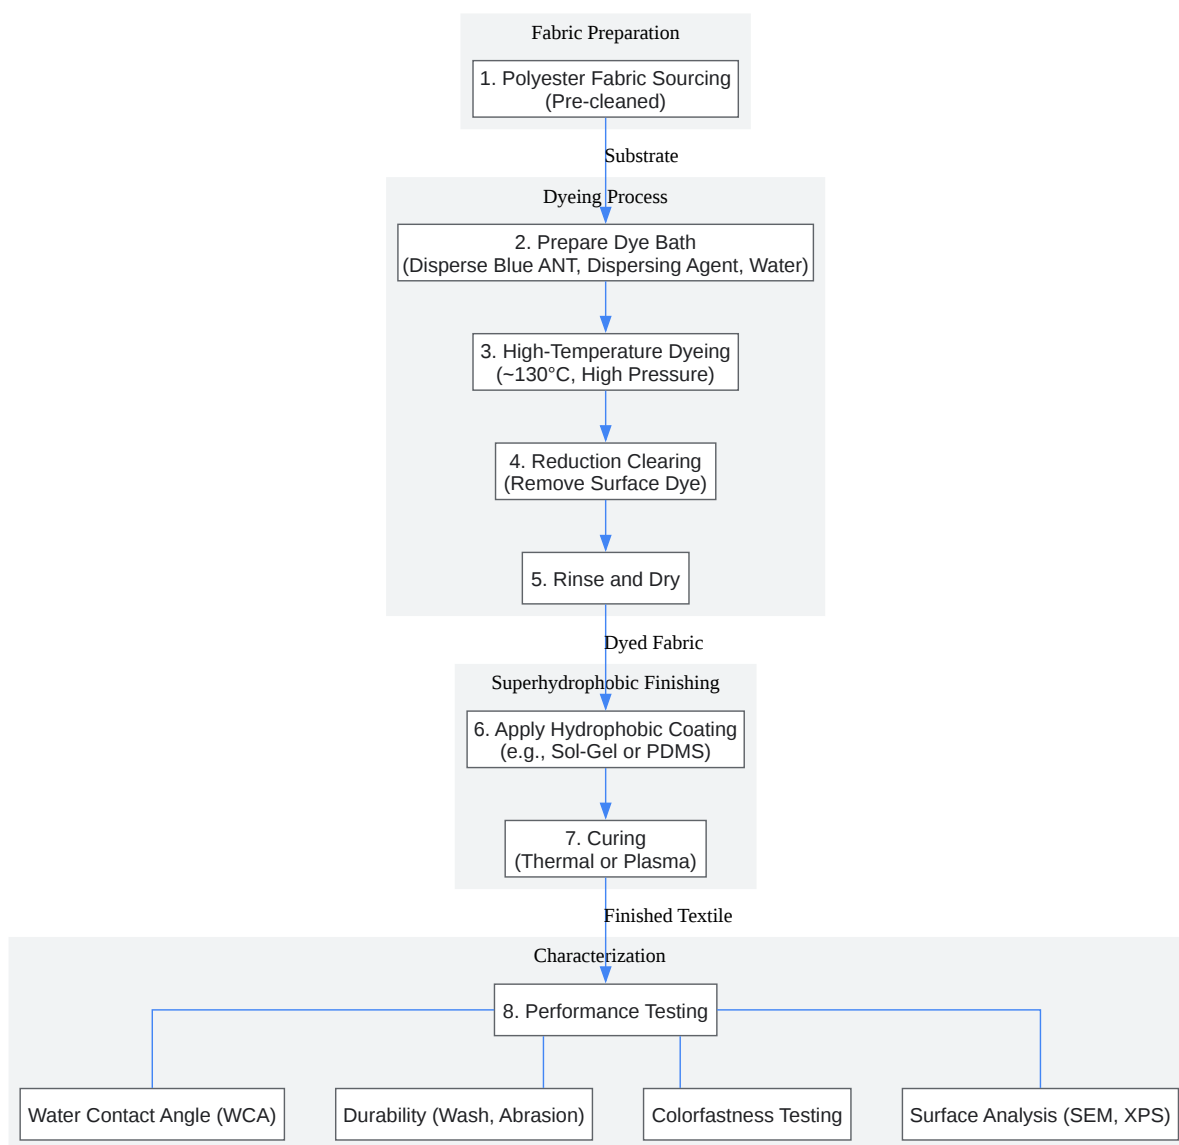 Fabric Preparation
1. Polyester Fabric Sourcing
(Pre-cleaned)
Substrate
Dyeing Process
2. Prepare Dye Bath
(Disperse Blue ANT, Dispersing Agent, Water)
3. High-Temperature Dyeing
(~130°C, High Pressure)
4. Reduction Clearing
(Remove Surface Dye)
5. Rinse and Dry
Dyed Fabric
Superhydrophobic Finishing
6. Apply Hydrophobic Coating
(e.g., Sol-Gel or PDMS)
7. Curing
(Thermal or Plasma)
Finished Textile
Characterization
8. Performance Testing
Water Contact Angle (WCA)
Durability (Wash, Abrasion)
Colorfastness Testing
Surface Analysis (SEM, XPS)